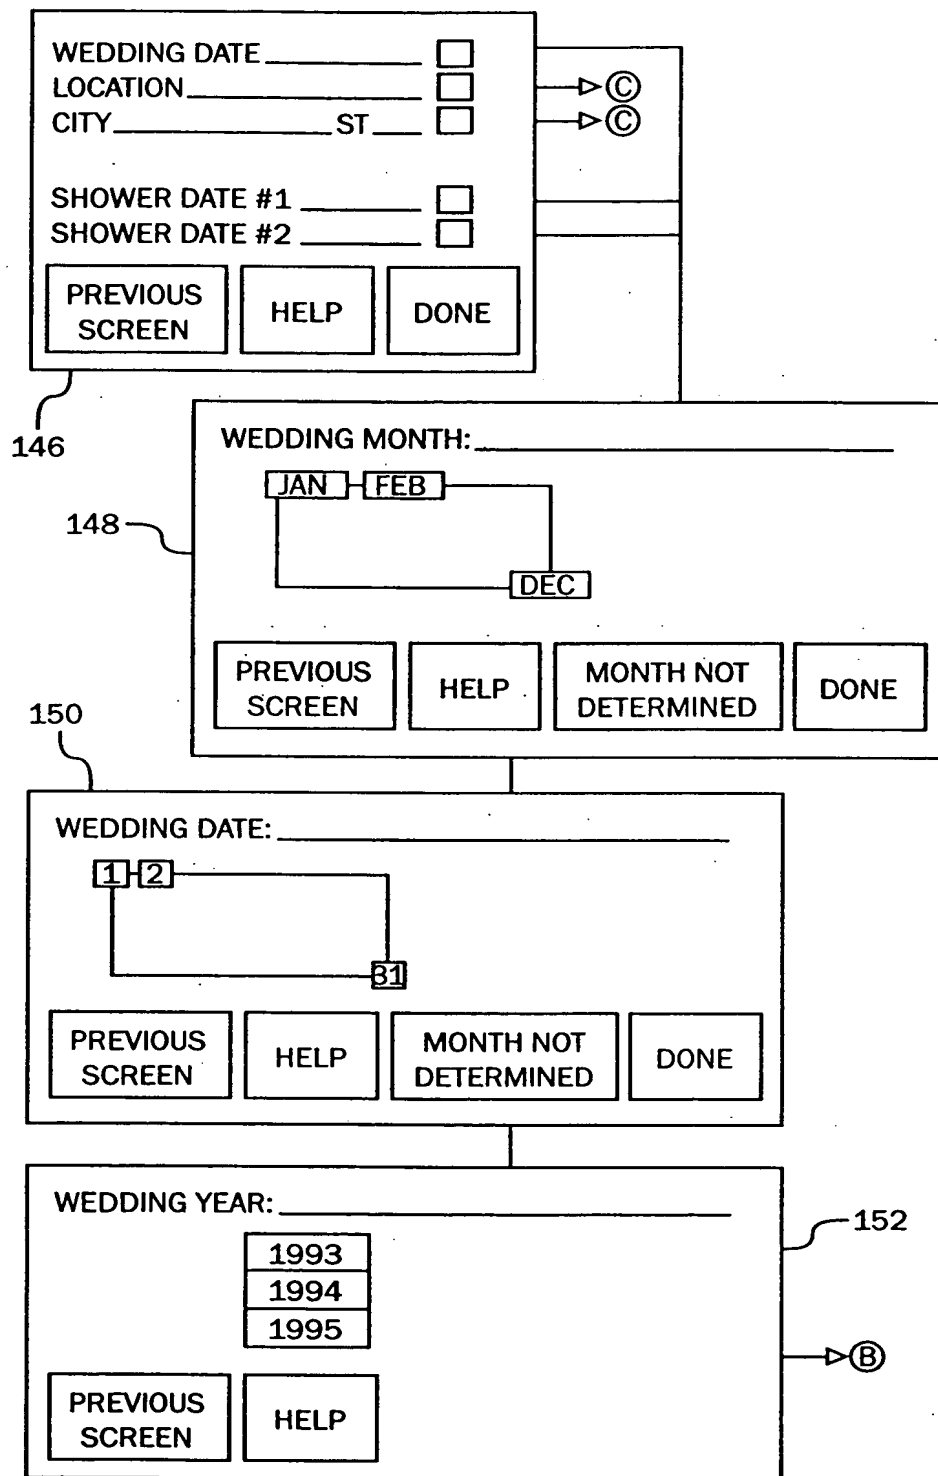 WEDDING DATE
LOCATION
C
CITY ST
C
SHOWER DATE #1
SHOWER DATE #2
PREVIOUS
SCREEN
HELP
DONE
146
WEDDING MONTH:
JAN FEB
DEC
148
PREVIOUS
SCREEN
HELP
MONTH NOT
DETERMINED
DONE
150
WEDDING DATE:
1 2
31
PREVIOUS
SCREEN
HELP
MONTH NOT
DETERMINED
DONE
WEDDING YEAR:
152
1993
1994
1995
B
PREVIOUS
SCREEN
HELP